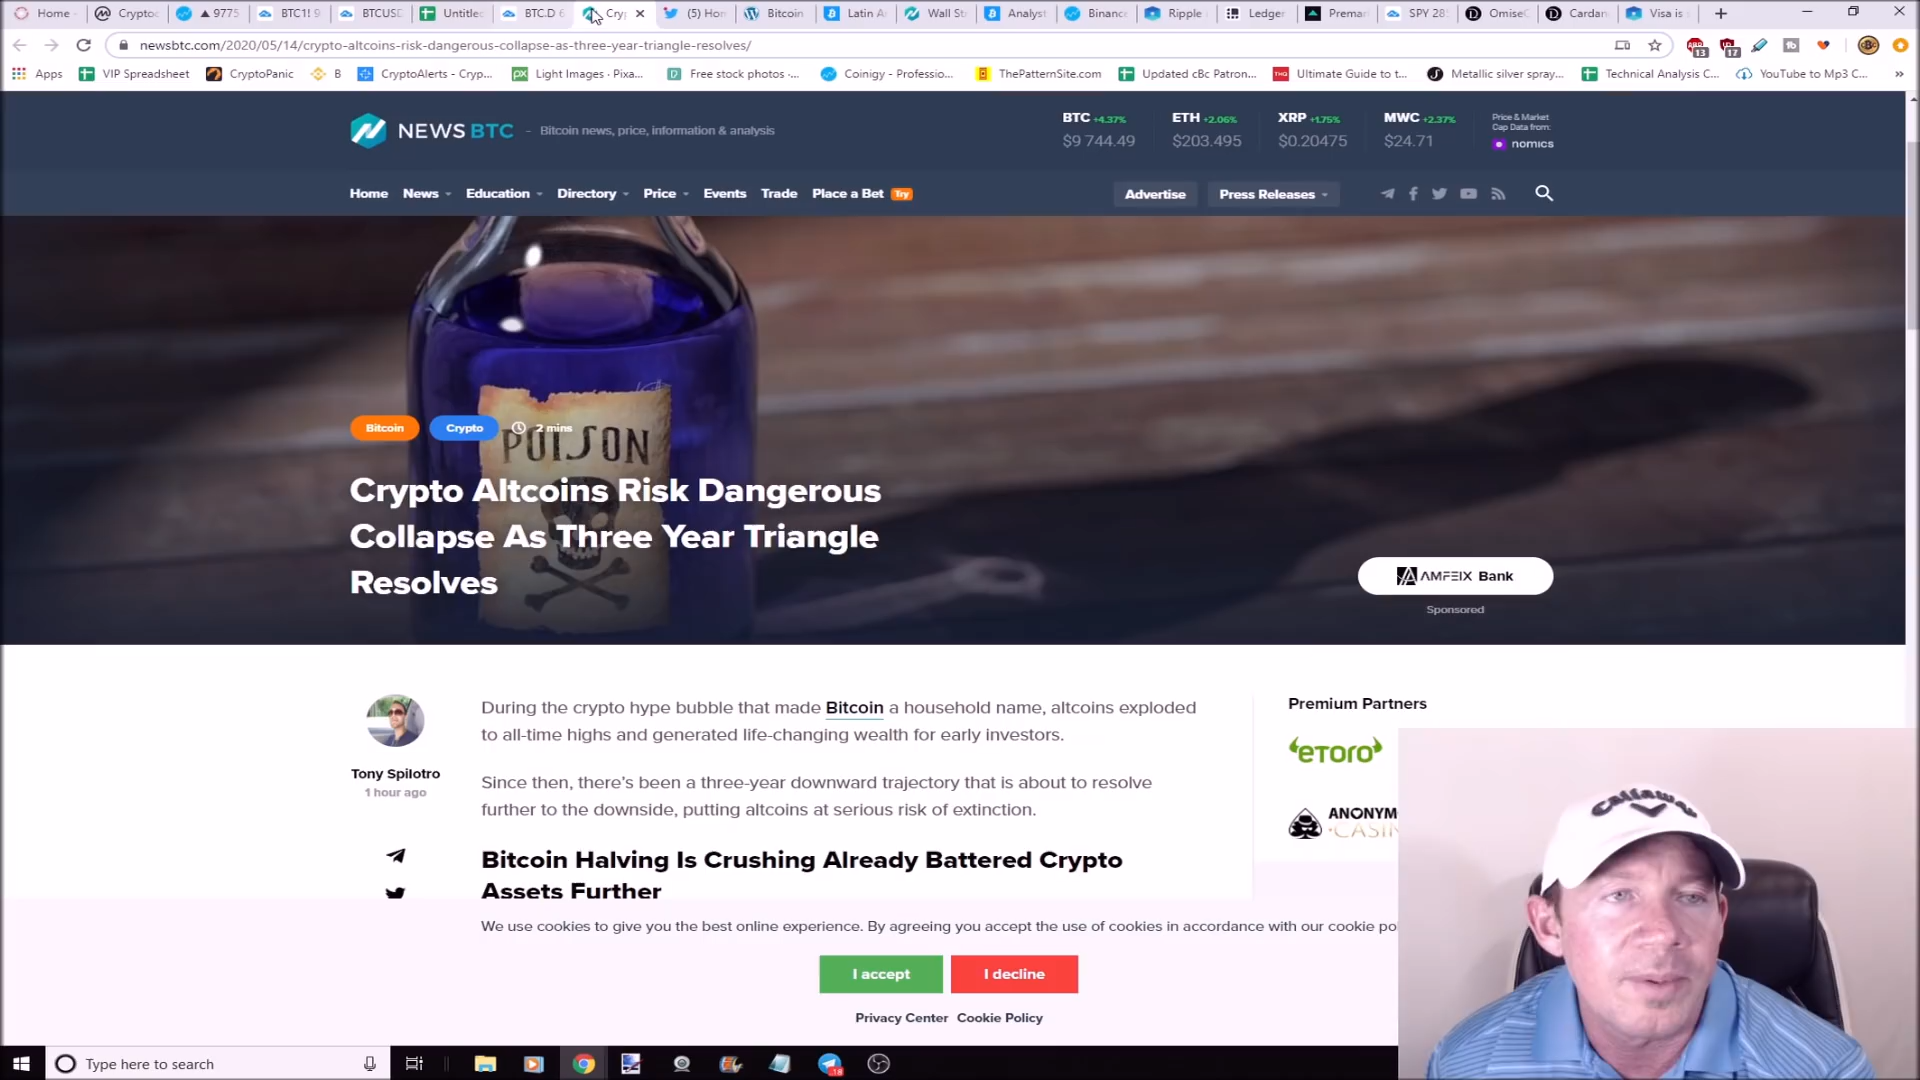 Home
Cryptoc
▲ 9775
BTC1! 9
BTCUSD
Untitled
BTC.D 6
Cryp
(5) Hom
Bitcoin
Latin A
Wall St
Analyst
Binance
Ripple
Ledger
Premar
SPY 285
OmiseG
Cardan
Visa is
newsbtc.com/2020/05/14/crypto-altcoins-risk-dangerous-collapse-as-three-year-triangle-resolves/
13
17
Apps
VIP Spreadsheet
CryptoPanic
B
CryptoAlerts - Cryp...
Light Images · Pixa...
Free stock photos ·...
Coinigy - Professio...
ThePatternSite.com
Updated cBc Patron...
Ultimate Guide to t...
Metallic silver spray...
Technical Analysis C...
YouTube to Mp3 C...
»
NEWS BTC - Bitcoin news, price, information & analysis
BTC +4.37%
$9 744.49
ETH +2.06%
$203.495
XRP +1.75%
$0.20475
MWC +2.37%
$24.71
Price & Market
Cap Data from:
nomics
Home News Education Directory Price Events Trade Place a Bet Try
Advertise Press Releases
POISON
Bitcoin Crypto 2 mins
Crypto Altcoins Risk Dangerous
Collapse As Three Year Triangle
Resolves
AMFEIX Bank
Sponsored
Tony Spilotro
1 hour ago
During the crypto hype bubble that made Bitcoin a household name, altcoins exploded
to all-time highs and generated life-changing wealth for early investors.
Since then, there's been a three-year downward trajectory that is about to resolve
further to the downside, putting altcoins at serious risk of extinction.
Bitcoin Halving Is Crushing Already Battered Crypto
Assets Further
Premium Partners
eToro
ANONYM
CASIN
Callaway
We use cookies to give you the best online experience. By agreeing you accept the use of cookies in accordance with our cookie po
I accept
I decline
Privacy Center Cookie Policy
Type here to search
18